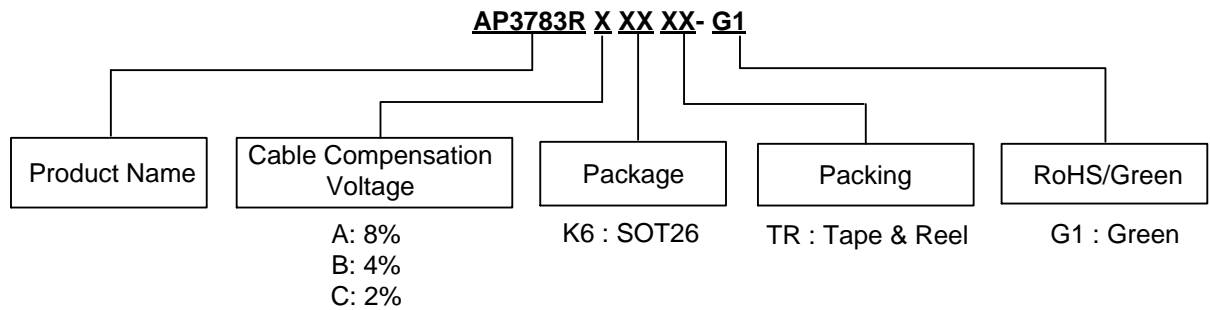 AP3783R X XX XX- G1
Product Name
Cable Compensation
Voltage
Package
Packing
RoHS/Green
A: 8%
B: 4%
C: 2%
K6 : SOT26
TR : Tape & Reel
G1 : Green